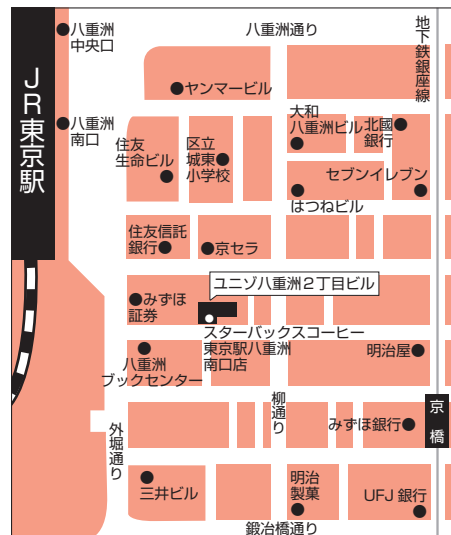 JR東京駅
八重洲
中央口
八重洲通り
地下鉄銀座線
ヤンマービル
八重洲
南口
住友
生命ビル
区立
城東
小学校
大和
八重洲ビル
北國
銀行
セブンイレブン
はつねビル
住友信託
銀行
京セラ
ユニゾ八重洲2丁目ビル
みずほ
証券
スターバックスコーヒー
東京駅八重洲
南口店
八重洲
ブックセンター
明治屋
外堀通り
柳通り
みずほ銀行
京橋
三井ビル
明治
製菓
UFJ 銀行
鍛冶橋通り